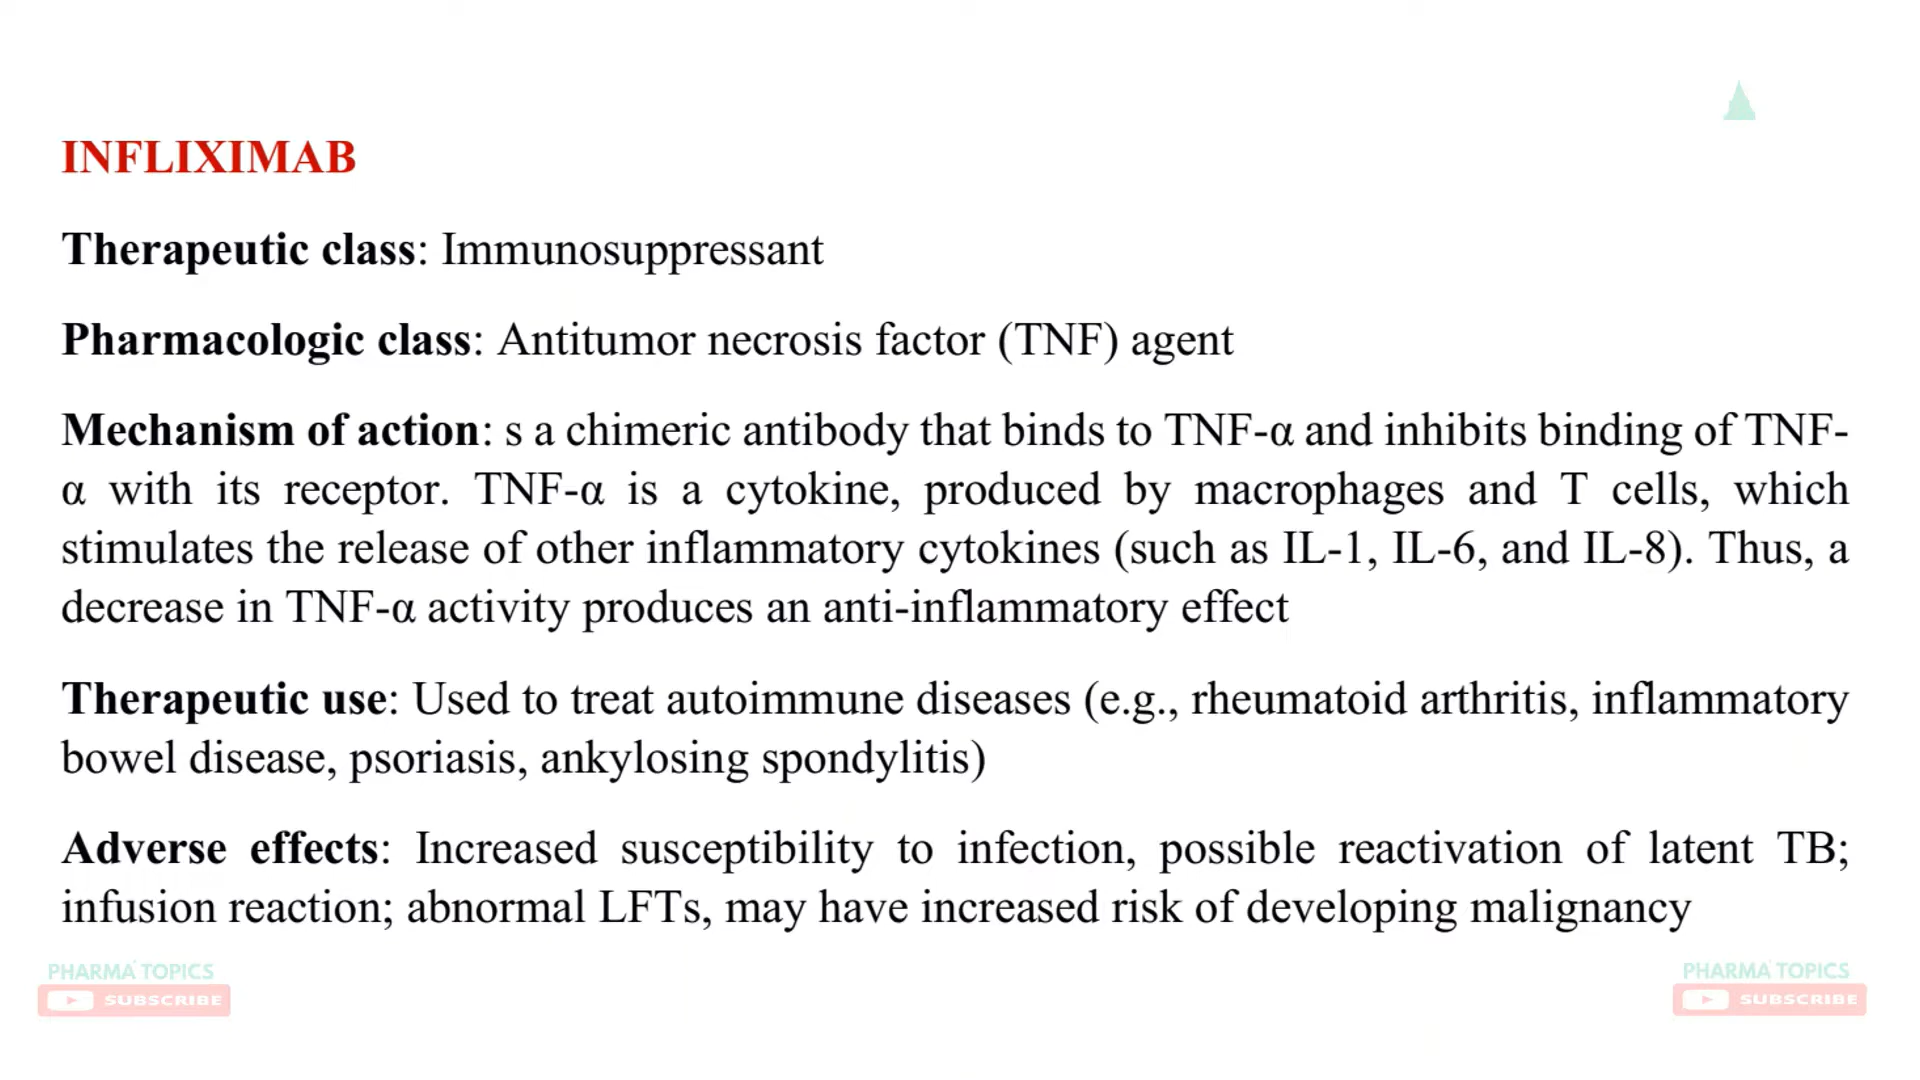 INFLIXIMAB
Therapeutic class: Immunosuppressant
Pharmacologic class: Antitumor necrosis factor (TNF) agent
Mechanism of action: s a chimeric antibody that binds to TNF-α and inhibits binding of TNF-
α with its receptor. TNF-α is a cytokine, produced by macrophages and T cells, which
stimulates the release of other inflammatory cytokines (such as IL-1, IL-6, and IL-8). Thus, a
decrease in TNF-α activity produces an anti-inflammatory effect
Therapeutic use: Used to treat autoimmune diseases (e.g., rheumatoid arthritis, inflammatory
bowel disease, psoriasis, ankylosing spondylitis)
Adverse effects: Increased susceptibility to infection, possible reactivation of latent TB;
infusion reaction; abnormal LFTs, may have increased risk of developing malignancy
PHARMA TOPICS
SUBSCRIBE
PHARMA TOPICS
SUBSCRIBE